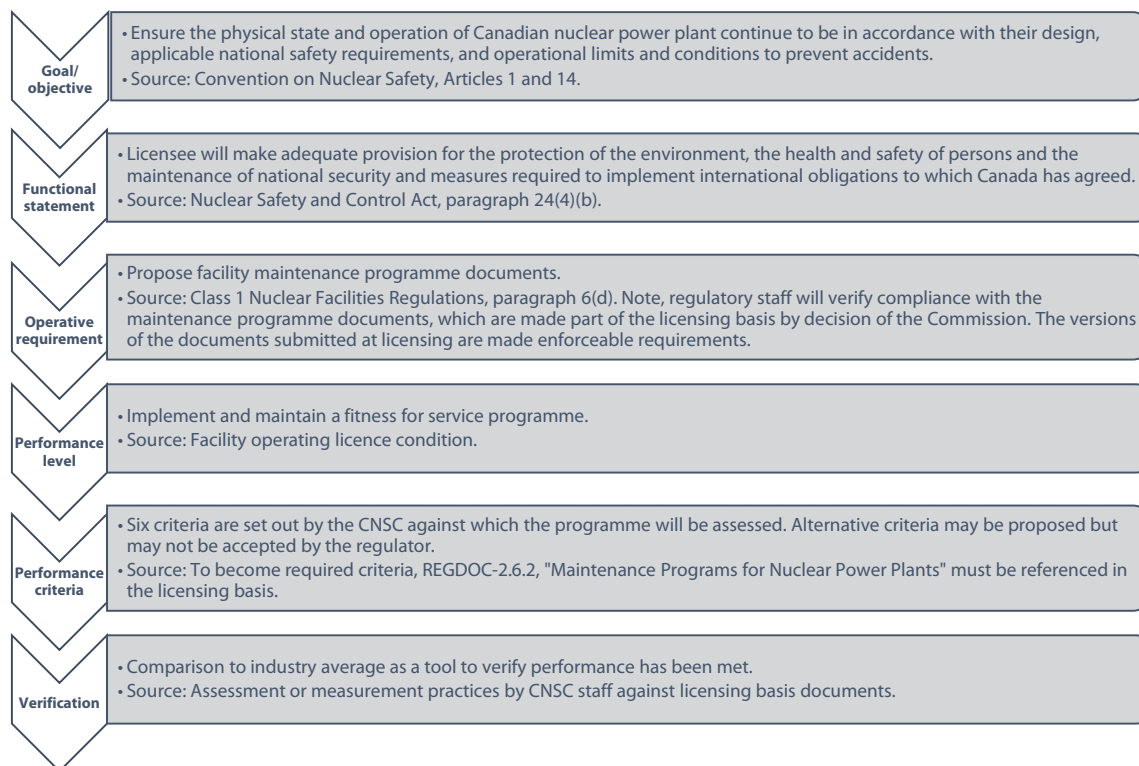 Goal/
objective
• Ensure the physical state and operation of Canadian nuclear power plant continue to be in accordance with their design,
applicable national safety requirements, and operational limits and conditions to prevent accidents.
• Source: Convention on Nuclear Safety, Articles 1 and 14.
Functional
statement
• Licensee will make adequate provision for the protection of the environment, the health and safety of persons and the
maintenance of national security and measures required to implement international obligations to which Canada has agreed.
• Source: Nuclear Safety and Control Act, paragraph 24(4)(b).
Operative
requirement
• Propose facility maintenance programme documents.
• Source: Class 1 Nuclear Facilities Regulations, paragraph 6(d). Note, regulatory staff will verify compliance with the
maintenance programme documents, which are made part of the licensing basis by decision of the Commission. The versions
of the documents submitted at licensing are made enforceable requirements.
Performance
level
• Implement and maintain a fitness for service programme.
• Source: Facility operating licence condition.
Performance
criteria
• Six criteria are set out by the CNSC against which the programme will be assessed. Alternative criteria may be proposed but
may not be accepted by the regulator.
• Source: To become required criteria, REGDOC-2.6.2, "Maintenance Programs for Nuclear Power Plants" must be referenced in
the licensing basis.
Verification
• Comparison to industry average as a tool to verify performance has been met.
• Source: Assessment or measurement practices by CNSC staff against licensing basis documents.